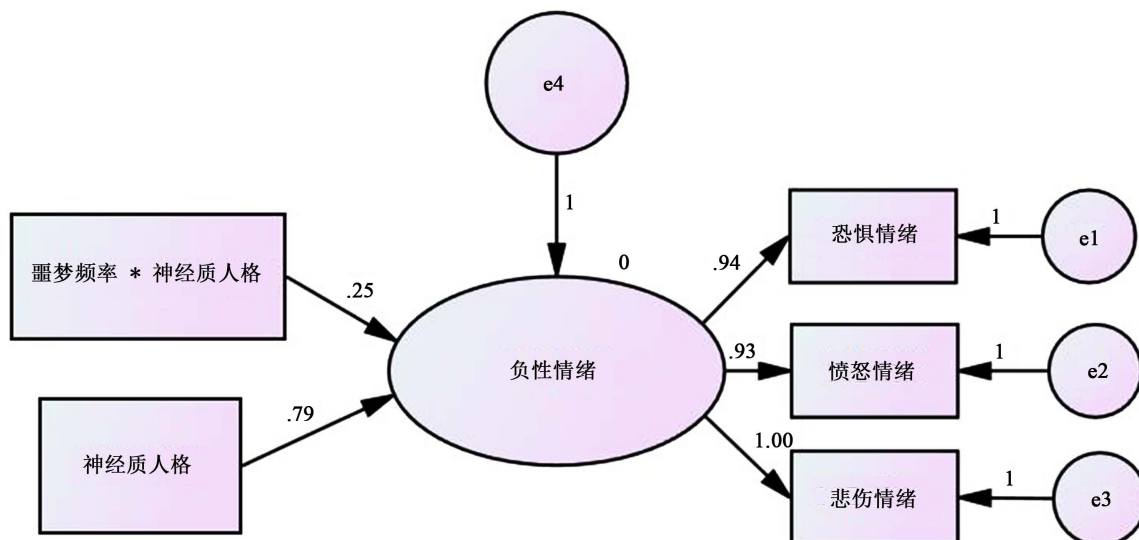 e4
1
0
噩梦频率 * 神经质人格
.25
神经质人格
.79
负性情绪
.94
恐惧情绪
1
e1
.93
愤怒情绪
1
e2
1.00
悲伤情绪
1
e3